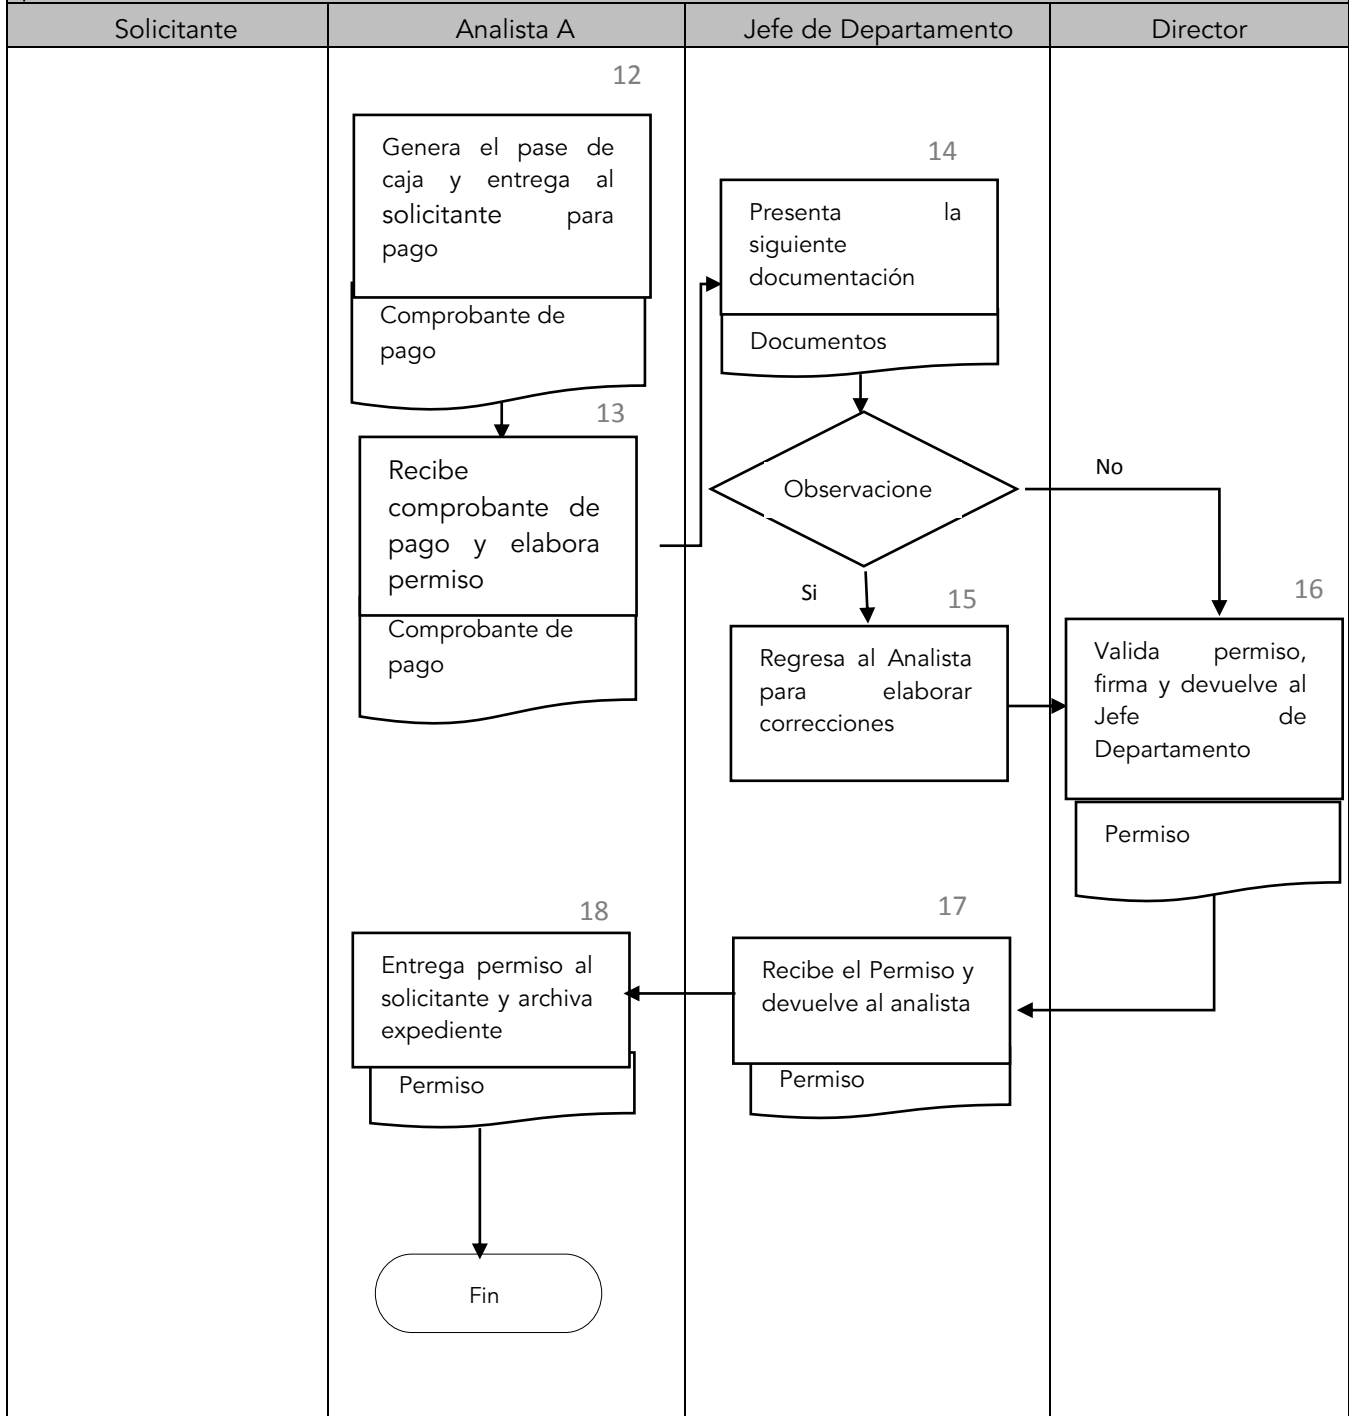 Solicitante
Analista A
Jefe de Departamento
Director
12
Genera el pase de
caja y entrega al
solicitante para
pago
Comprobante de
pago
13
Recibe
comprobante de
pago y elabora
permiso
Comprobante de
pago
14
Presenta la
siguiente
documentación
Documentos
Observacione
No
Si
15
Regresa al Analista
para elaborar
correcciones
16
Valida permiso,
firma y devuelve al
Jefe de
Departamento
Permiso
17
Recibe el Permiso y
devuelve al analista
Permiso
18
Entrega permiso al
solicitante y archiva
expediente
Permiso
Fin